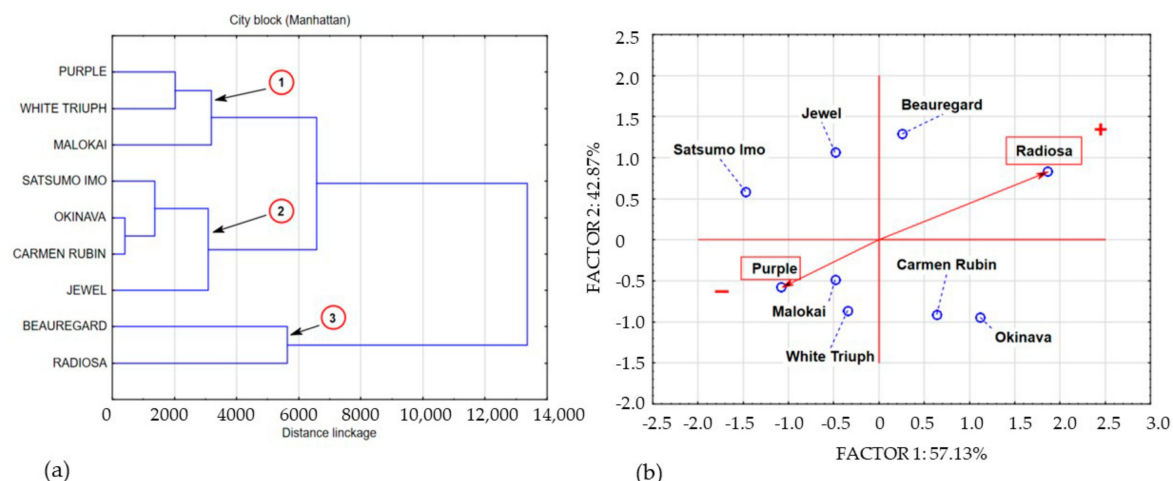 City block (Manhattan)
PURPLE
WHITE TRIUPH
MALOKAI
SATSUMO IMO
OKINAVA
CARMEN RUBIN
JEWEL
BEAUREGARD
RADIOSA
1
2
3
0 2000 4000 6000 8000 10,000 12,000 14,000
Distance linckage
(a)
FACTOR 2: 42.87%
2.5
2.0
1.5
1.0
0.5
0
-0.5
-1.0
-1.5
-2.0
Beauregard
Jewel
+
Satsumo Imo
Radiosa
Purple
Carmen Rubin
−
Malokai
Okinava
White Triuph
-2.5 -2.0 -1.5 -1.0 -0.5 0 0.5 1.0 1.5 2.0 2.5 3.0
FACTOR 1: 57.13%
(b)